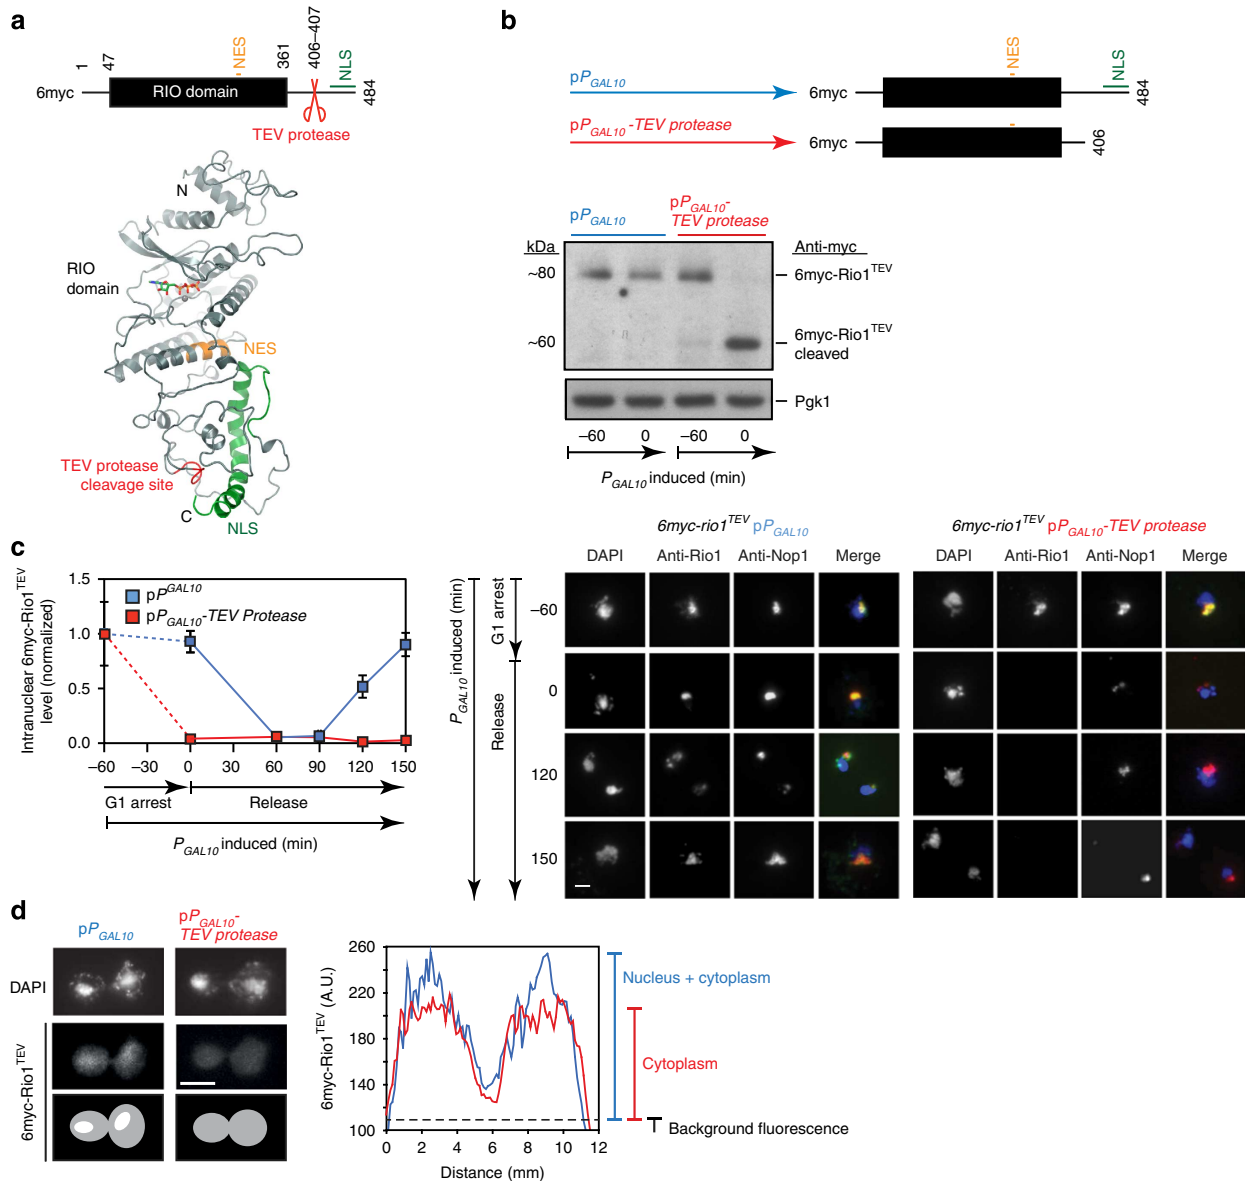 a
1
47
NES
361
406–407
NLS
484
6myc
RIO domain
TEV protease
N
RIO
domain
NES
TEV protease
cleavage site
C
NLS
b
pPGAL10
6myc
NES
NLS
484
pPGAL10-TEV protease
6myc
406
pPGAL10
pPGAL10-
TEV protease
kDa
Anti-myc
~80
6myc-Rio1TEV
~60
6myc-Rio1TEV
cleaved
Pgk1
–60 0 –60 0
PGAL10 induced (min)
c
Intranuclear 6myc-Rio1TEV
level (normalized)
1.5
1.0
0.5
0.0
pPGAL10
pPGAL10-TEV Protease
–60 –30 0 30 60 90 120 150
G1 arrest
Release
PGAL10 induced (min)
6myc-rio1TEV pPGAL10
6myc-rio1TEV pPGAL10-TEV protease
DAPI Anti-Rio1 Anti-Nop1 Merge
DAPI Anti-Rio1 Anti-Nop1 Merge
PGAL10 induced (min)
G1 arrest
Release
–60
0
120
150
d
pPGAL10
pPGAL10-
TEV protease
DAPI
6myc-Rio1TEV
6myc-Rio1TEV (A.U.)
260
220
180
140
100
0 2 4 6 8 10 12
Distance (mm)
Nucleus + cytoplasm
Cytoplasm
Background fluorescence